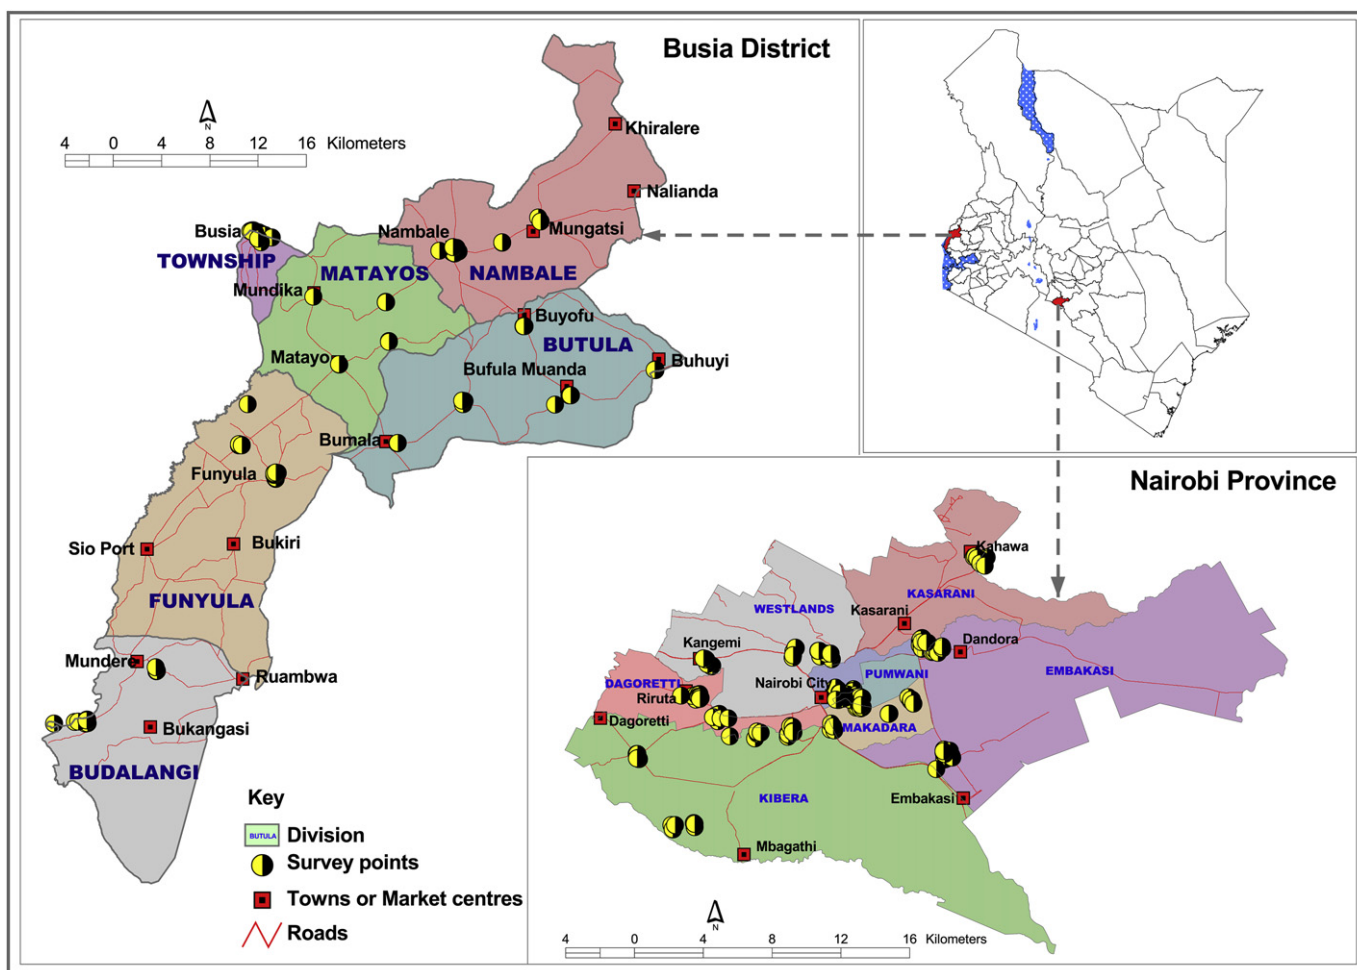 Busia District
N
4 0 4 8 12 16 Kilometers
Khiralere
Nalianda
Busia
Nambale
Mungatsi
TOWNSHIP
MATAYOS
NAMBALE
Mundika
Buyofu
BUTULA
Matayo
Bufula Muanda
Buhuyi
Bumala
Funyula
Sio Port
Bukiri
FUNYULA
Mundere
Ruambwa
Bukangasi
BUDALANGI
Key
BUTULA
Division
Survey points
Towns or Market centres
Roads
Nairobi Province
Kahawa
KASARANI
WESTLANDS
Kasarani
Kangemi
Dandora
EMBAKASI
PUMWANI
DAGORETTI
Nairobi City
Riruta
Dagoretti
MAKADARA
KIBERA
Embakasi
Mbagathi
N
4 0 4 8 12 16 Kilometers